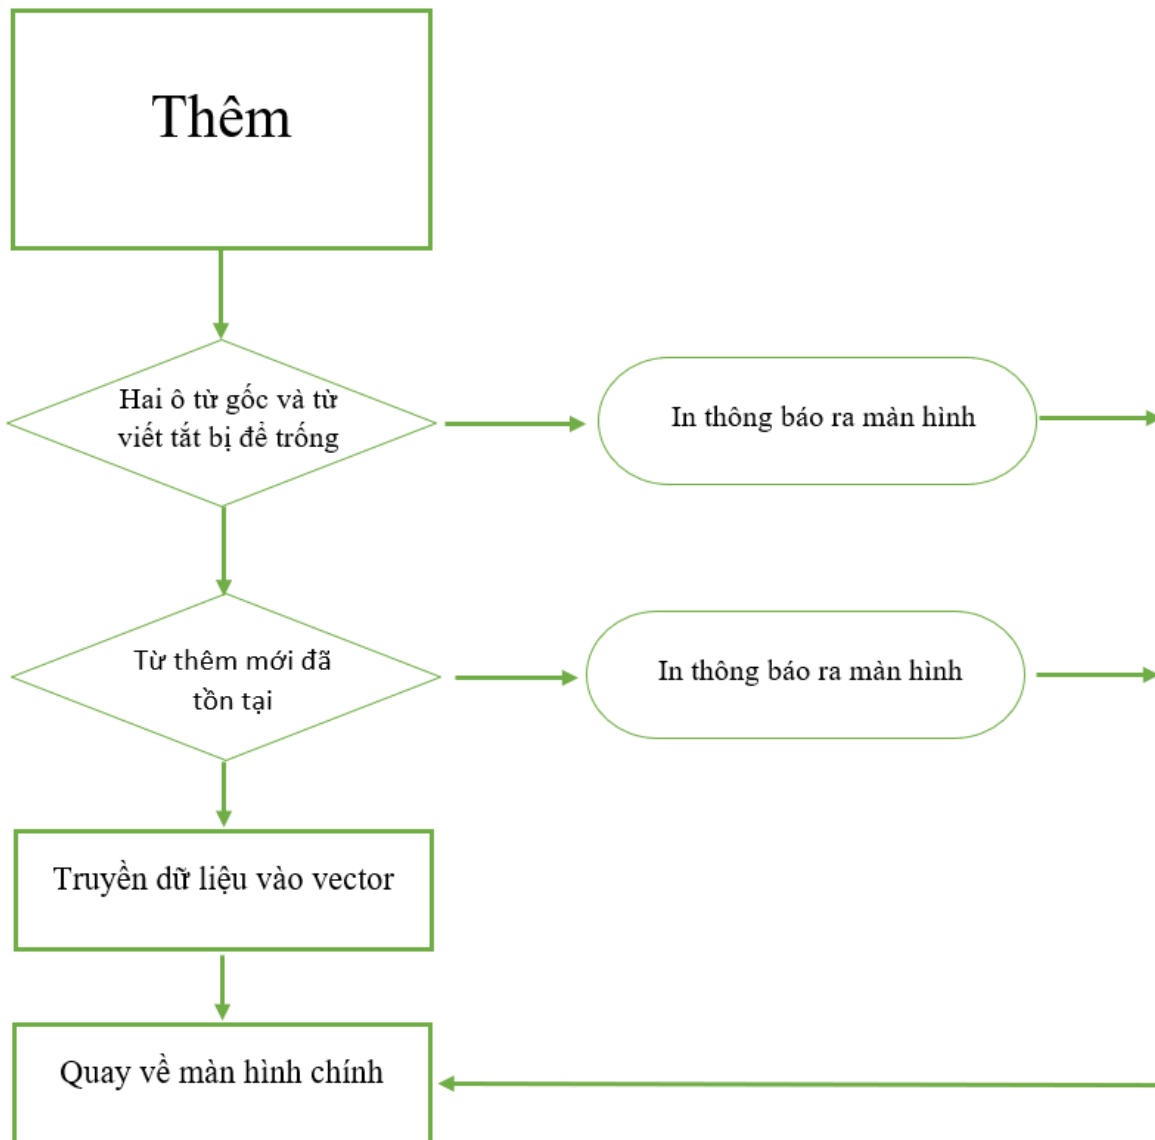 Thêm
Hai ô từ gốc và từ
viết tắt bị để trống
In thông báo ra màn hình
Từ thêm mới đã
tồn tại
In thông báo ra màn hình
Truyền dữ liệu vào vector
Quay về màn hình chính